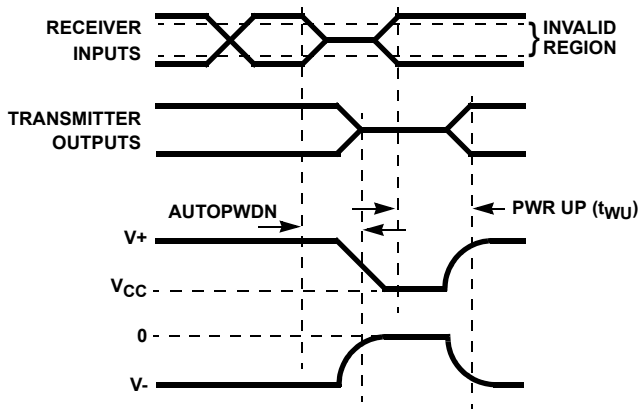 RECEIVER
INPUTS
INVALID
REGION
TRANSMITTER
OUTPUTS
AUTOPWDN
PWR UP (tWU)
V+
VCC
0
V-